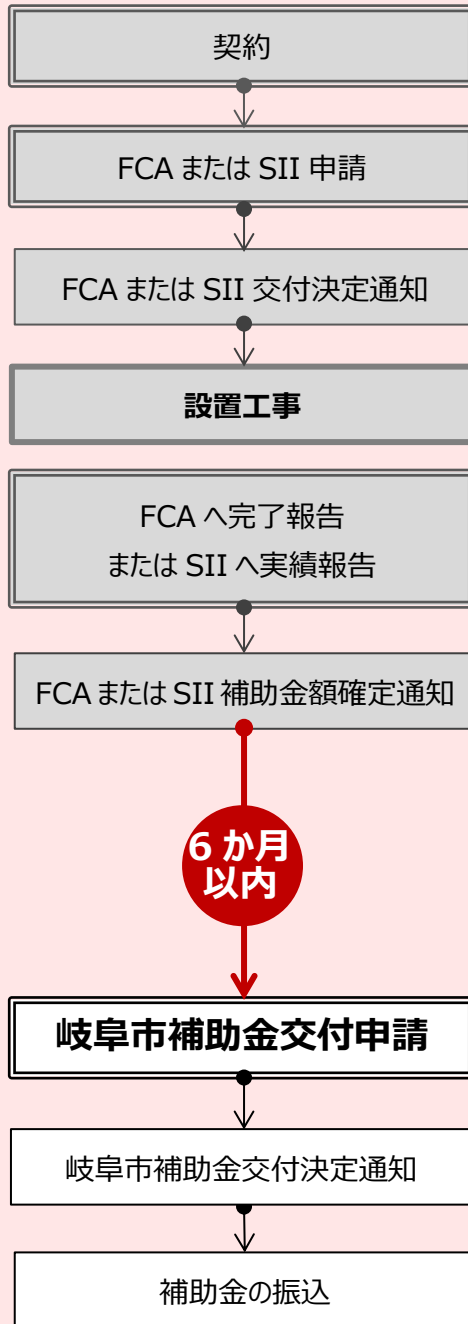 契約
FCA または SII 申請
FCA または SII 交付決定通知
設置工事
FCA へ完了報告
または SII へ実績報告
FCA または SII 補助金額確定通知
6 か月
以内
岐阜市補助金交付申請
岐阜市補助金交付決定通知
補助金の振込